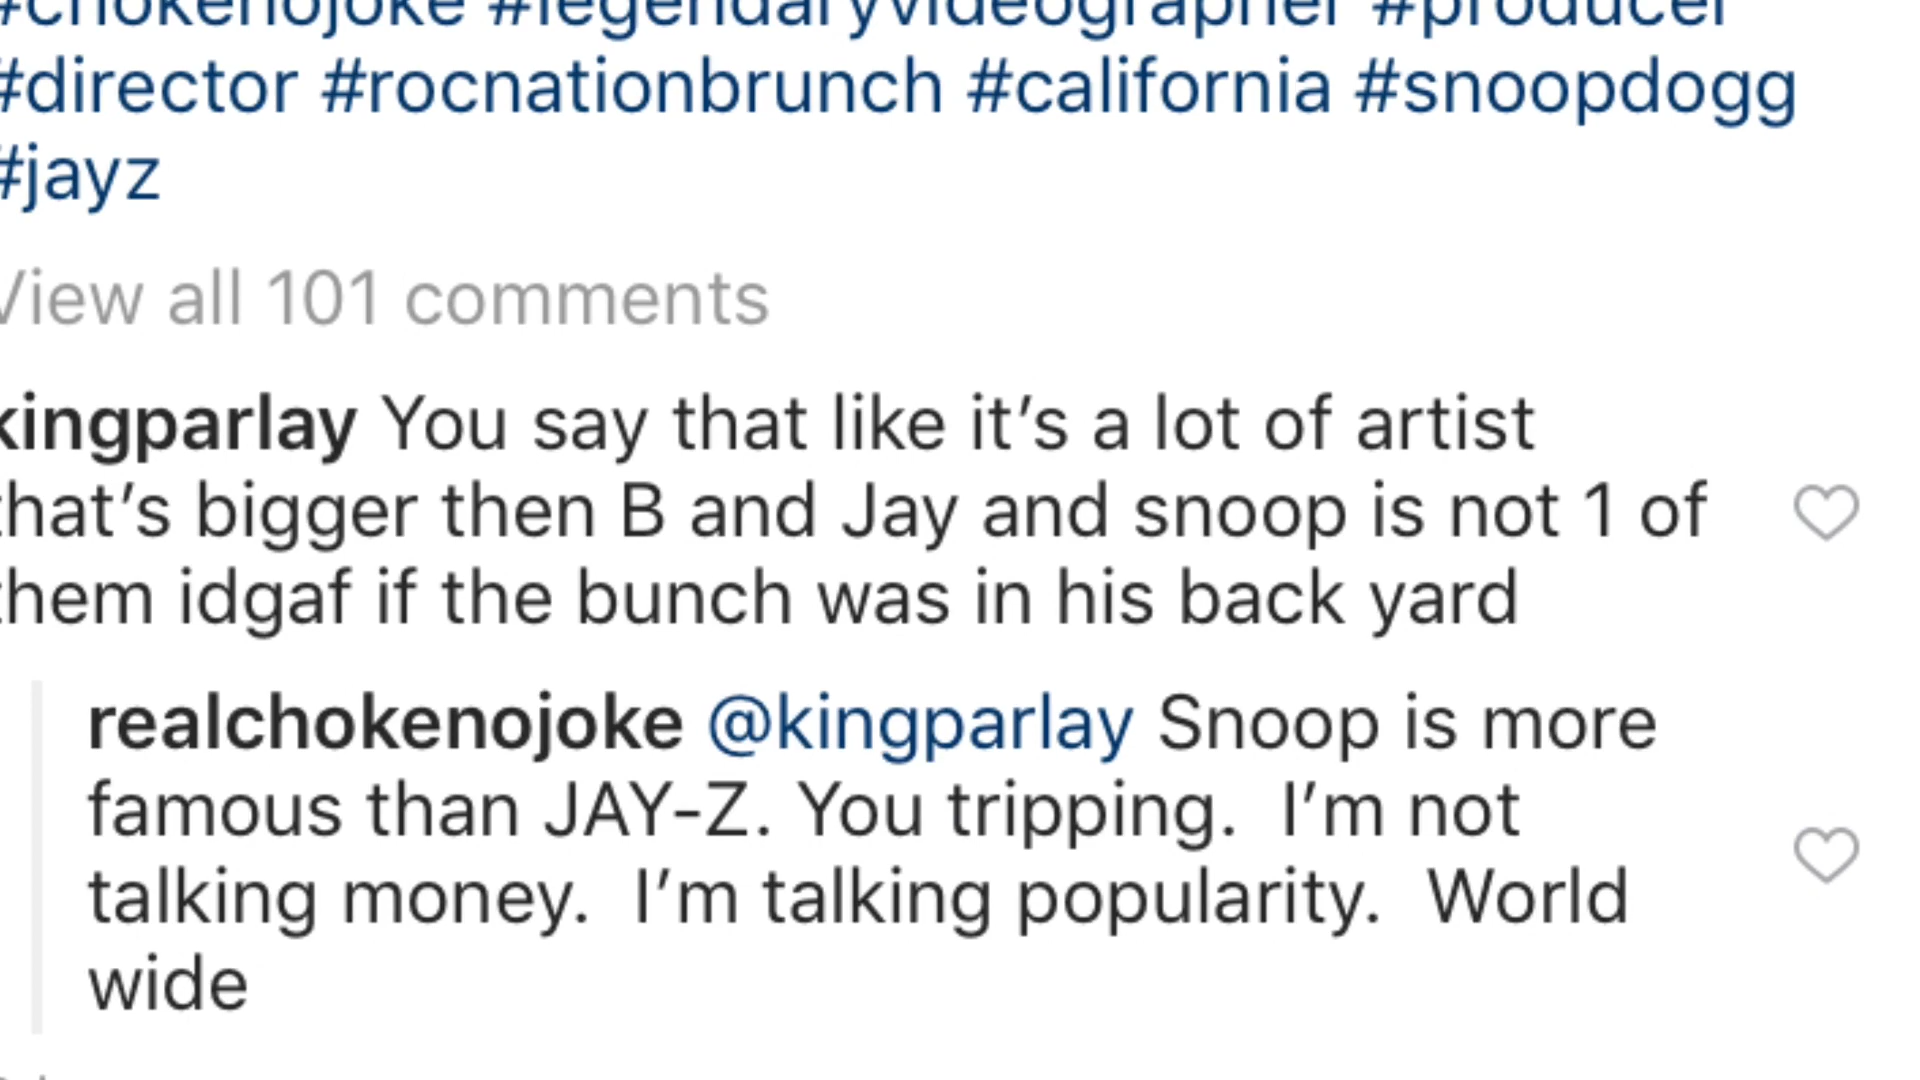 #chokenojoke #legendaryvideographer #producer
#director #rocnationbrunch #california #snoopdogg
#jayz
View all 101 comments
kingparlay You say that like it’s a lot of artist
that’s bigger then B and Jay and snoop is not 1 of
them idgaf if the bunch was in his back yard
realchokenojoke @kingparlay Snoop is more
famous than JAY-Z. You tripping.  I’m not
talking money.  I’m talking popularity.  World
wide